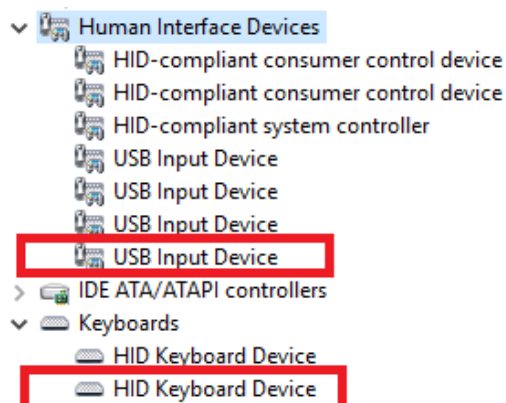 Human Interface Devices
HID-compliant consumer control device
HID-compliant consumer control device
HID-compliant system controller
USB Input Device
USB Input Device
USB Input Device
USB Input Device
IDE ATA/ATAPI controllers
Keyboards
HID Keyboard Device
HID Keyboard Device